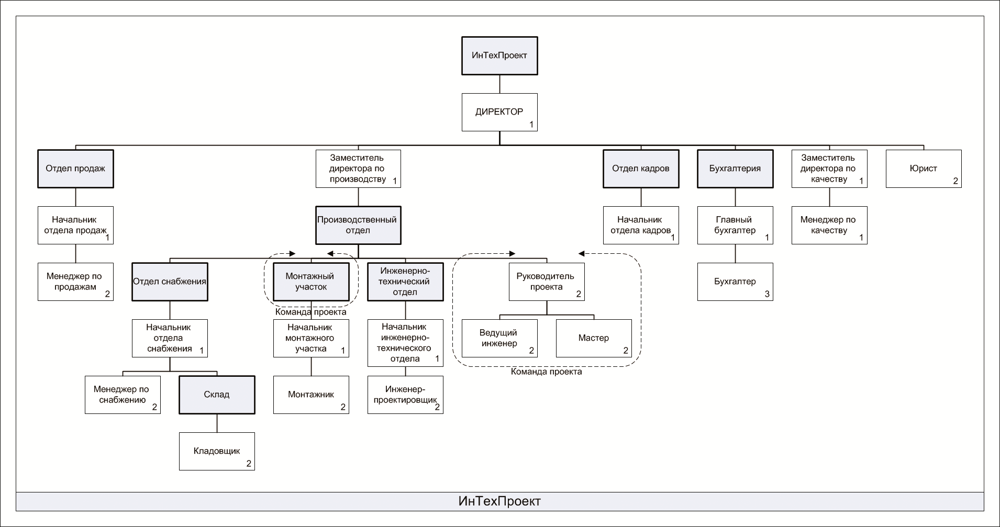 ИнТехПроект
ДИРЕКТОР
1
Отдел продаж
Заместитель
директора по
производству
1
Отдел кадров
Бухгалтерия
Заместитель
директора по
качеству
1
Юрист
2
Начальник
отдела продаж
1
Производственный
отдел
Начальник
отдела кадров
1
Главный
бухгалтер
1
Менеджер по
качеству
1
Менеджер по
продажам
2
Отдел снабжения
Монтажный
участок
Инженерно-
технический
отдел
Руководитель
проекта
2
Бухгалтер
3
Команда проекта
Начальник
отдела
снабжения
1
Начальник
монтажного
участка
1
Начальник
инженерно-
технического
отдела
1
Ведущий
инженер
2
Мастер
2
Команда проекта
Менеджер по
снабжению
2
Склад
Монтажник
2
Инженер-
проектировщик
2
Кладовщик
2
ИнТехПроект